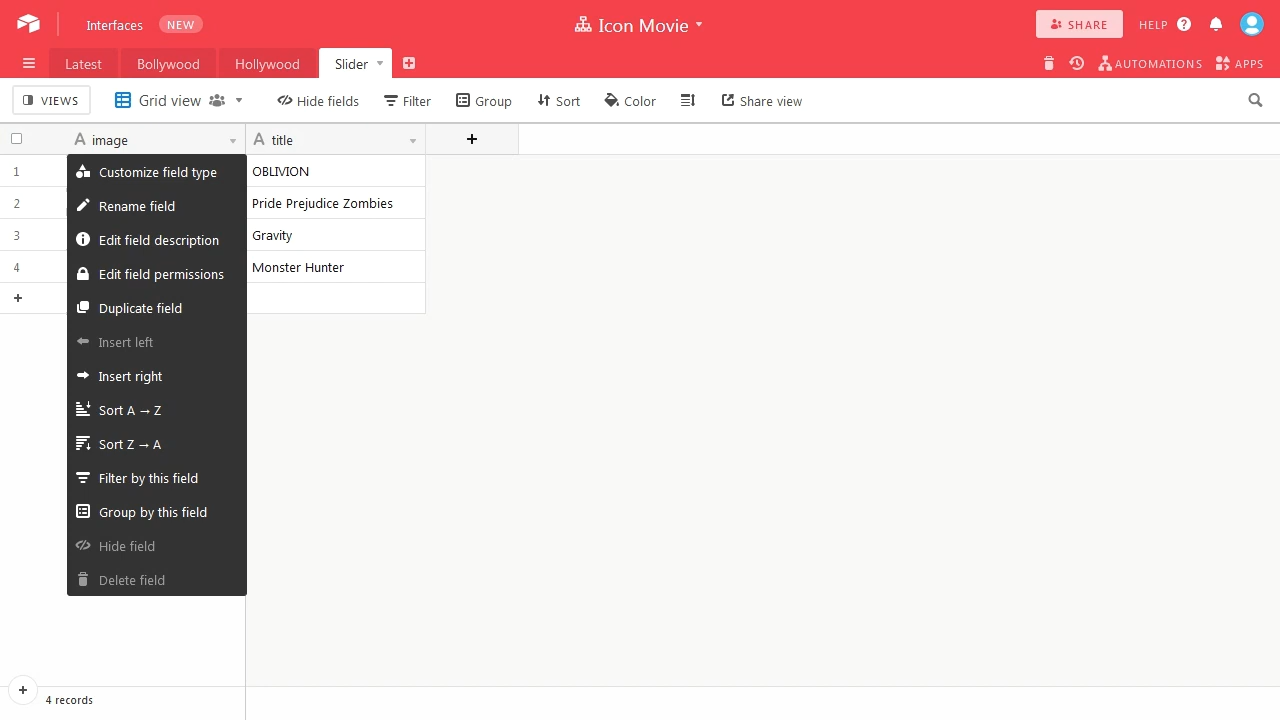 Interfaces NEW Icon Movie SHARE HELP
Latest Bollywood Hollywood Slider AUTOMATIONS APPS
VIEWS Grid view Hide fields Filter Group Sort Color Share view
A image A title
1 OBLIVION
2 Pride Prejudice Zombies
3 Gravity
4 Monster Hunter
Customize field type
Rename field
Edit field description
Edit field permissions
Duplicate field
Insert left
Insert right
Sort A → Z
Sort Z → A
Filter by this field
Group by this field
Hide field
Delete field
4 records